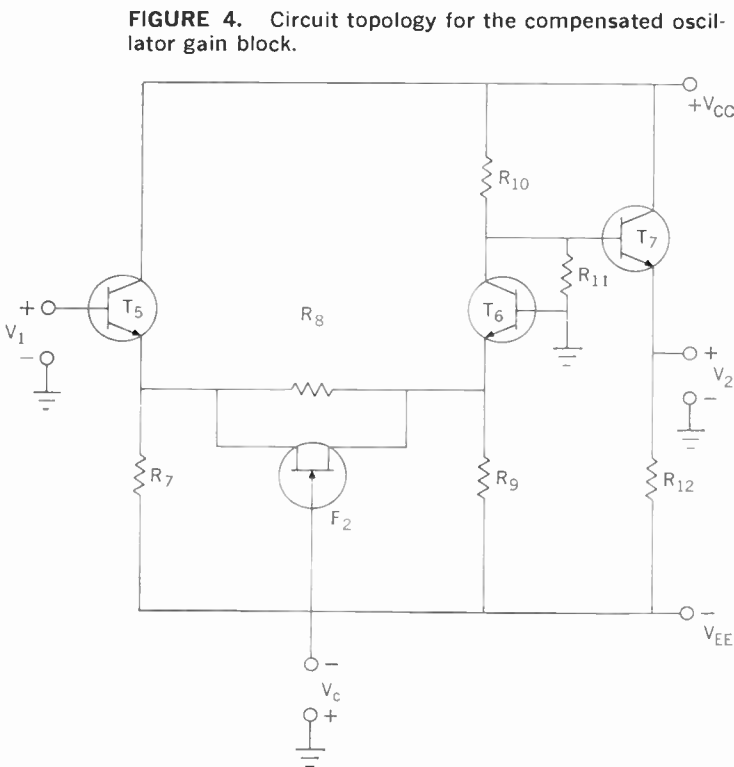 FIGURE 4. Circuit topology for the compensated oscil-
lator gain block.
+VCC
R10
T7
R11
T5
T6
R8
+
V1
−
+
V2
−
R7
F2
R9
R12
−
VEE
−
Vc
+